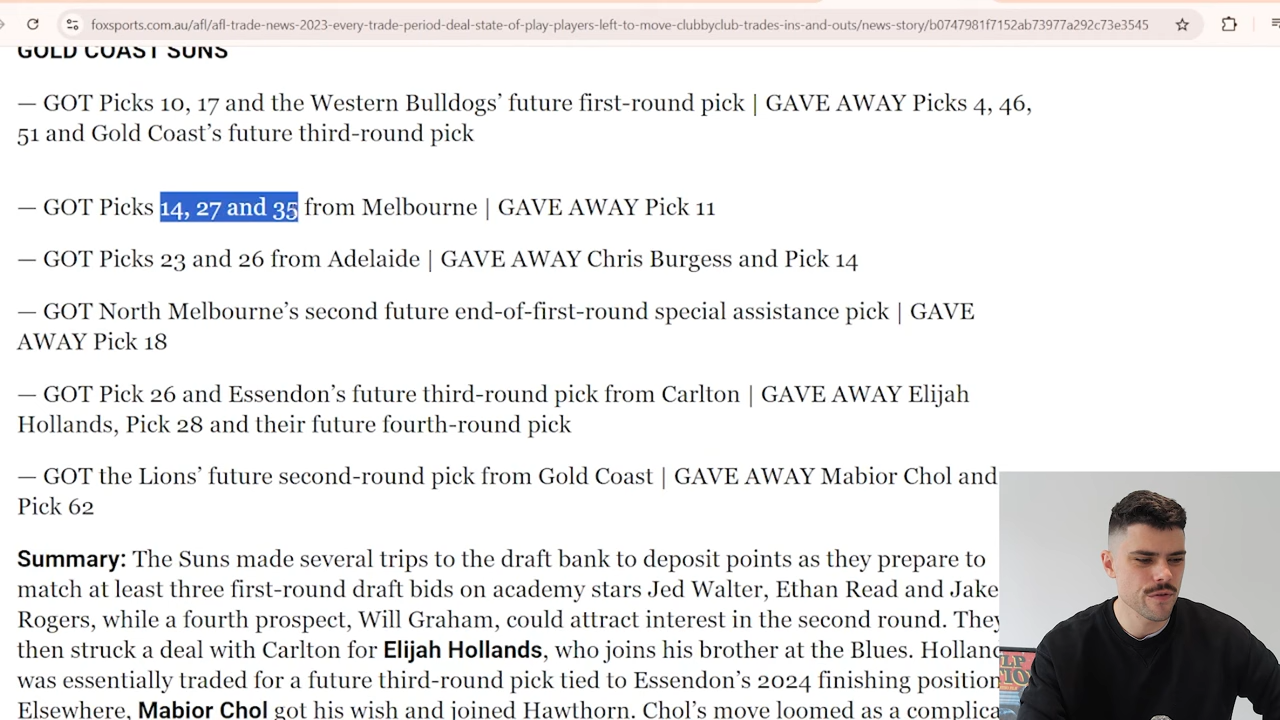 foxsports.com.au/afl/afl-trade-news-2023-every-trade-period-deal-state-of-play-players-left-to-move-clubbyclub-trades-ins-and-outs/news-story/b0747981f7152ab73977a292c73e3545
GOLD COAST SUNS
— GOT Picks 10, 17 and the Western Bulldogs’ future first-round pick | GAVE AWAY Picks 4, 46,
51 and Gold Coast’s future third-round pick
— GOT Picks 14, 27 and 35 from Melbourne | GAVE AWAY Pick 11
— GOT Picks 23 and 26 from Adelaide | GAVE AWAY Chris Burgess and Pick 14
— GOT North Melbourne’s second future end-of-first-round special assistance pick | GAVE
AWAY Pick 18
— GOT Pick 26 and Essendon’s future third-round pick from Carlton | GAVE AWAY Elijah
Hollands, Pick 28 and their future fourth-round pick
— GOT the Lions’ future second-round pick from Gold Coast | GAVE AWAY Mabior Chol and
Pick 62
Summary: The Suns made several trips to the draft bank to deposit points as they prepare to
match at least three first-round draft bids on academy stars Jed Walter, Ethan Read and Jake
Rogers, while a fourth prospect, Will Graham, could attract interest in the second round. They
then struck a deal with Carlton for Elijah Hollands, who joins his brother at the Blues. Holland
was essentially traded for a future third-round pick tied to Essendon’s 2024 finishing position
Elsewhere, Mabior Chol got his wish and joined Hawthorn. Chol’s move loomed as a complica